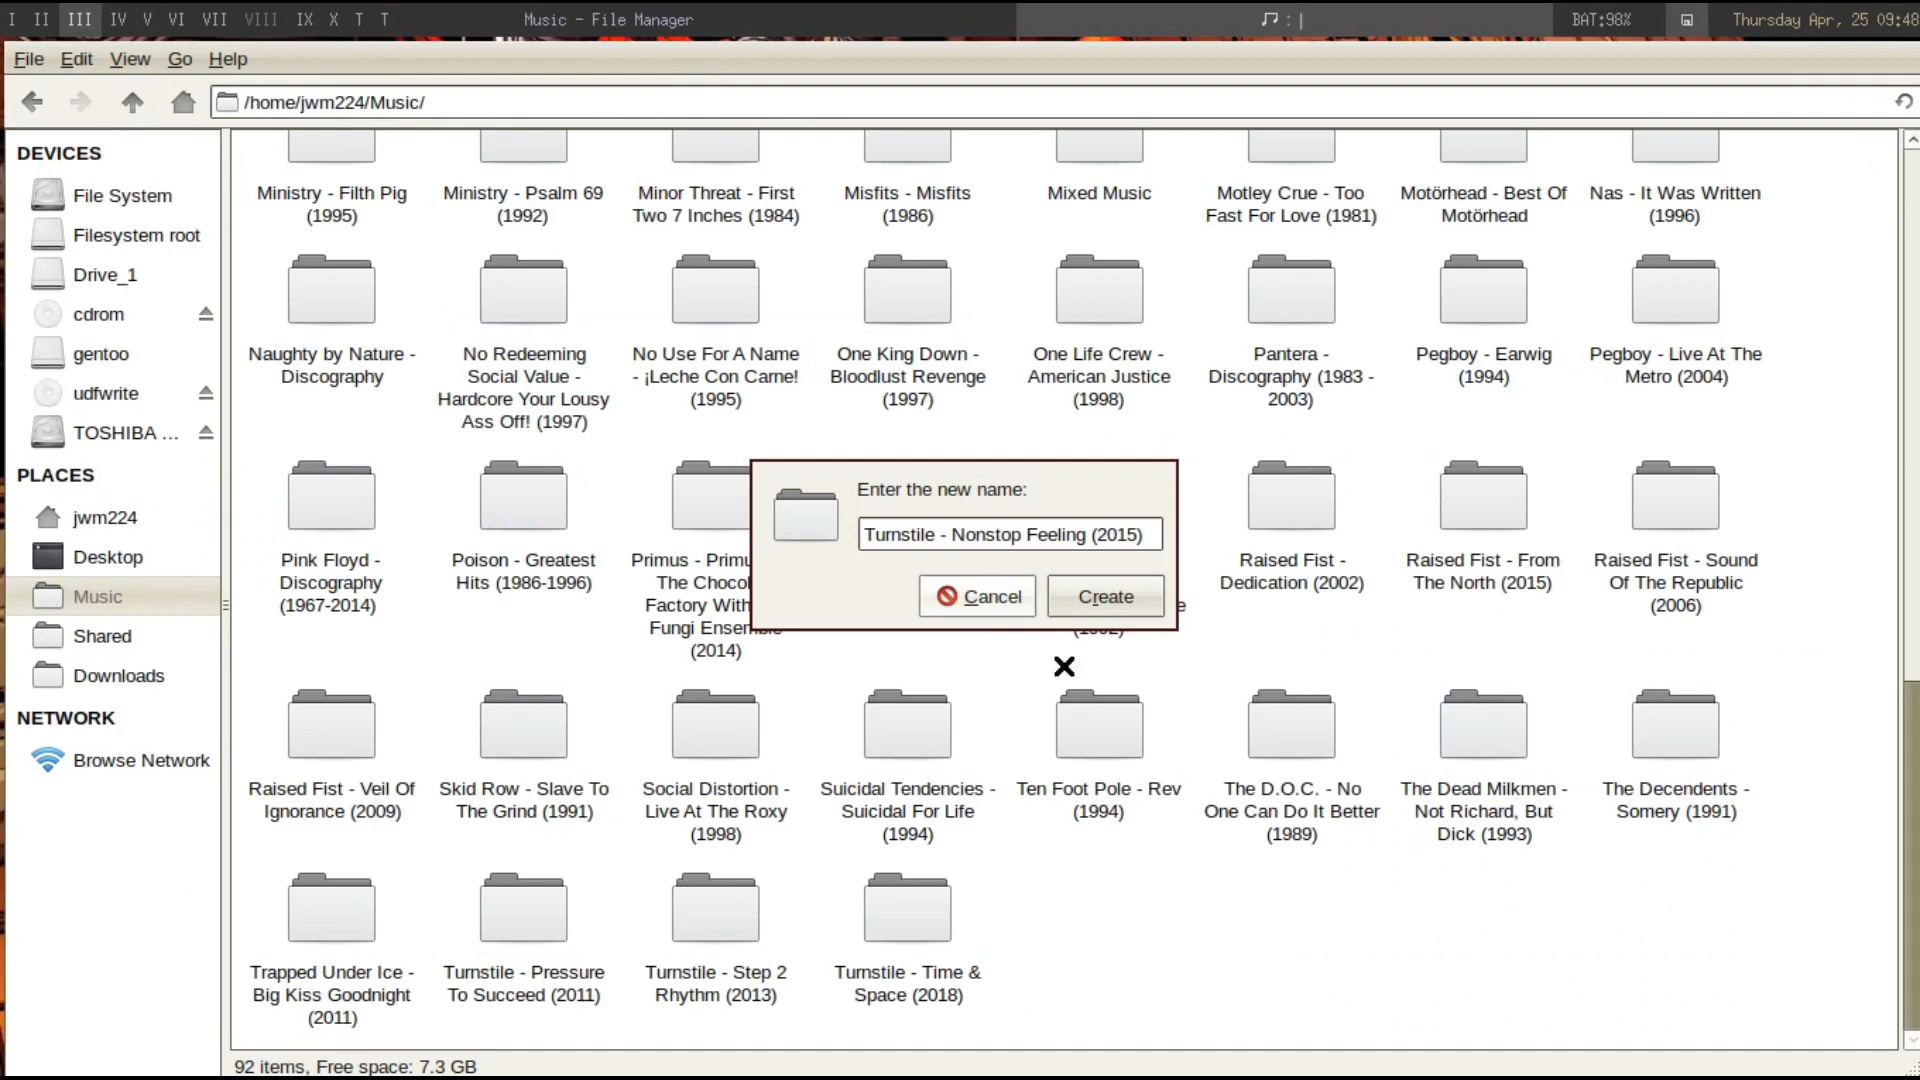 I II III IV V VI VII VIII IX X T T
Music - File Manager
: |
BAT:98%
Thursday Apr, 25 09:48
File Edit View Go Help
/home/jwm224/Music/
DEVICES
File System
Filesystem root
Drive_1
cdrom
gentoo
udfwrite
TOSHIBA ...
PLACES
jwm224
Desktop
Music
Shared
Downloads
NETWORK
Browse Network
Ministry - Filth Pig
(1995)
Ministry - Psalm 69
(1992)
Minor Threat - First
Two 7 Inches (1984)
Misfits - Misfits
(1986)
Mixed Music
Motley Crue - Too
Fast For Love (1981)
Motörhead - Best Of
Motörhead
Nas - It Was Written
(1996)
Naughty by Nature -
Discography
No Redeeming
Social Value -
Hardcore Your Lousy
Ass Off! (1997)
No Use For A Name
- ¡Leche Con Carne!
(1995)
One King Down -
Bloodlust Revenge
(1997)
One Life Crew -
American Justice
(1998)
Pantera -
Discography (1983 -
2003)
Pegboy - Earwig
(1994)
Pegboy - Live At The
Metro (2004)
Pink Floyd -
Discography
(1967-2014)
Poison - Greatest
Hits (1986-1996)
Primus -
The
Factory
Fungi
(2014)
Enter the new name:
Turnstile - Nonstop Feeling (2015)
Cancel
Create
Raised Fist -
Dedication (2002)
Raised Fist - From
The North (2015)
Raised Fist - Sound
Of The Republic
(2006)
Raised Fist - Veil Of
Ignorance (2009)
Skid Row - Slave To
The Grind (1991)
Social Distortion -
Live At The Roxy
(1998)
Suicidal Tendencies -
Suicidal For Life
(1994)
Ten Foot Pole - Rev
(1994)
The D.O.C. - No
One Can Do It Better
(1989)
The Dead Milkmen -
Not Richard, But
Dick (1993)
The Decendents -
Somery (1991)
Trapped Under Ice -
Big Kiss Goodnight
(2011)
Turnstile - Pressure
To Succeed (2011)
Turnstile - Step 2
Rhythm (2013)
Turnstile - Time &
Space (2018)
92 items, Free space: 7.3 GB